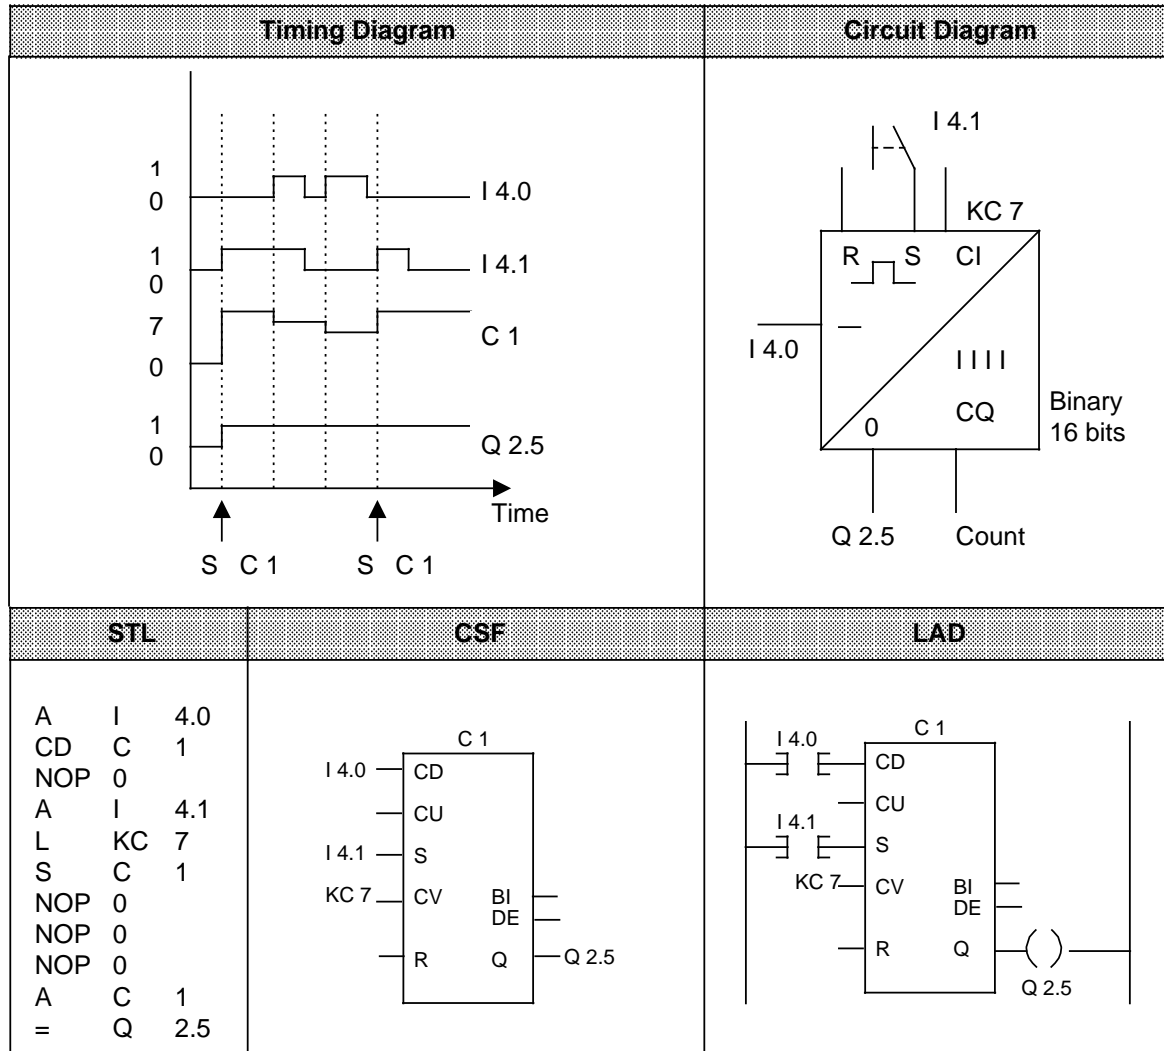 Timing Diagram
Circuit Diagram
1
0
I 4.0
1
0
I 4.1
7
0
C 1
1
0
Q 2.5
Time
S C 1
S C 1
I 4.1
KC 7
R S CI
I 4.0
I I I I
CQ
0
Binary
16 bits
Q 2.5
Count
STL
CSF
LAD
A I 4.0
CD C 1
NOP 0
A I 4.1
L KC 7
S C 1
NOP 0
NOP 0
NOP 0
A C 1
= Q 2.5
C 1
I 4.0 CD
CU
I 4.1 S
KC 7 CV BI
DE
R Q Q 2.5
C 1
I 4.0
CD
CU
I 4.1
S
KC 7 CV BI
DE
R Q
( )
Q 2.5